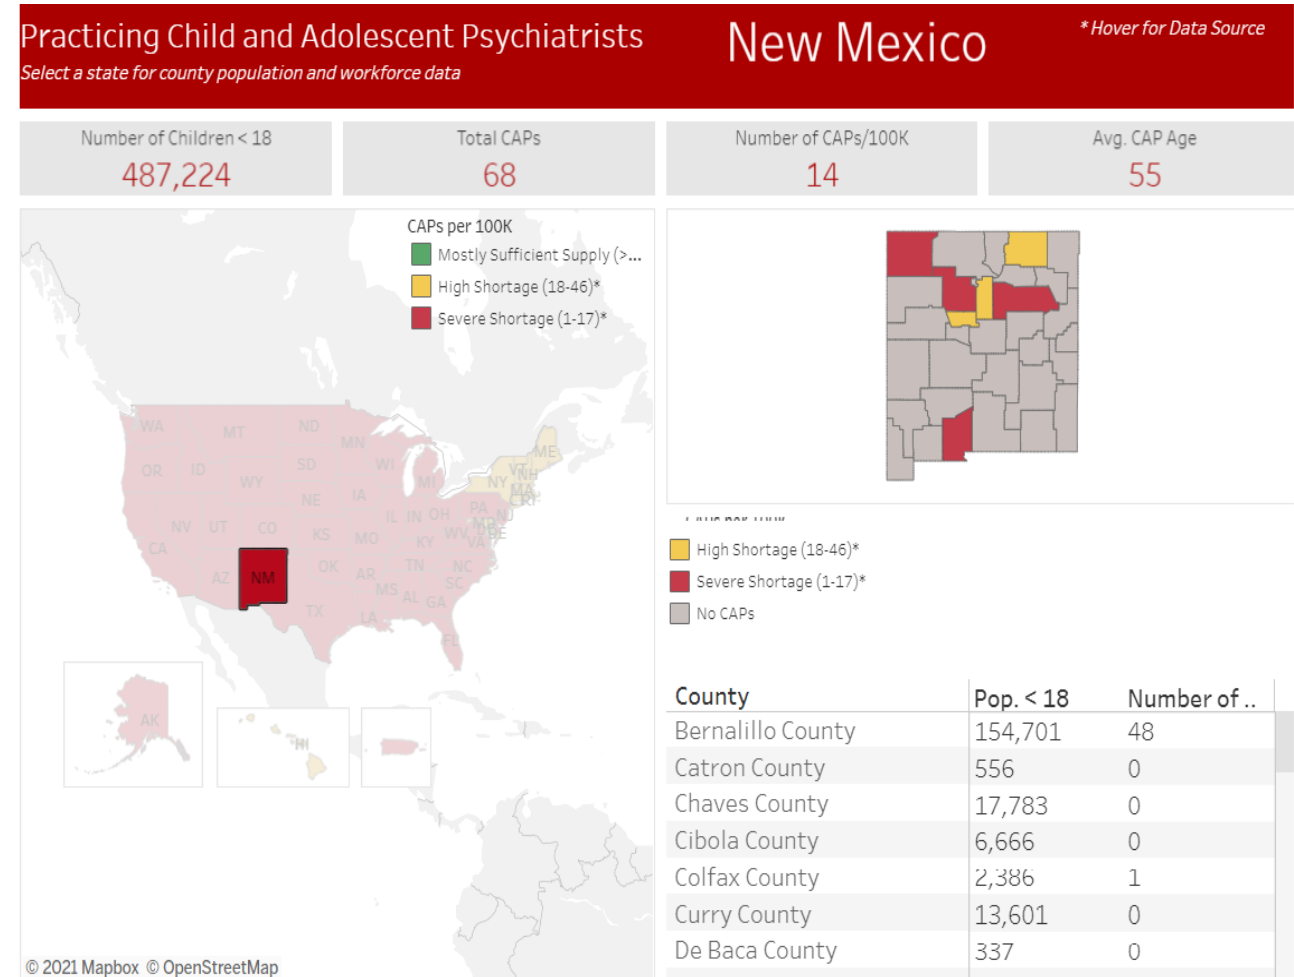 Practicing Child and Adolescent Psychiatrists
Select a state for county population and workforce data
New Mexico
* Hover for Data Source
Number of Children < 18
487,224
Total CAPs
68
Number of CAPs/100K
14
Avg. CAP Age
55
CAPs per 100K
Mostly Sufficient Supply (>...
High Shortage (18-46)*
Severe Shortage (1-17)*
WA
MT
ND
MN
OR
ID
SD
WI
MI
NY
VT
NH
ME
MA
RI
WY
NE
IA
IL
IN
OH
PA
NJ
NV
UT
CO
KS
MO
KY
WV
VA
DE
CA
AZ
NM
OK
AR
TN
NC
SC
MS
AL
GA
TX
LA
FL
AK
HI
© 2021 Mapbox © OpenStreetMap
High Shortage (18-46)*
Severe Shortage (1-17)*
No CAPs
County Pop. < 18 Number of ..
Bernalillo County 154,701 48
Catron County 556 0
Chaves County 17,783 0
Cibola County 6,666 0
Colfax County 2,386 1
Curry County 13,601 0
De Baca County 337 0